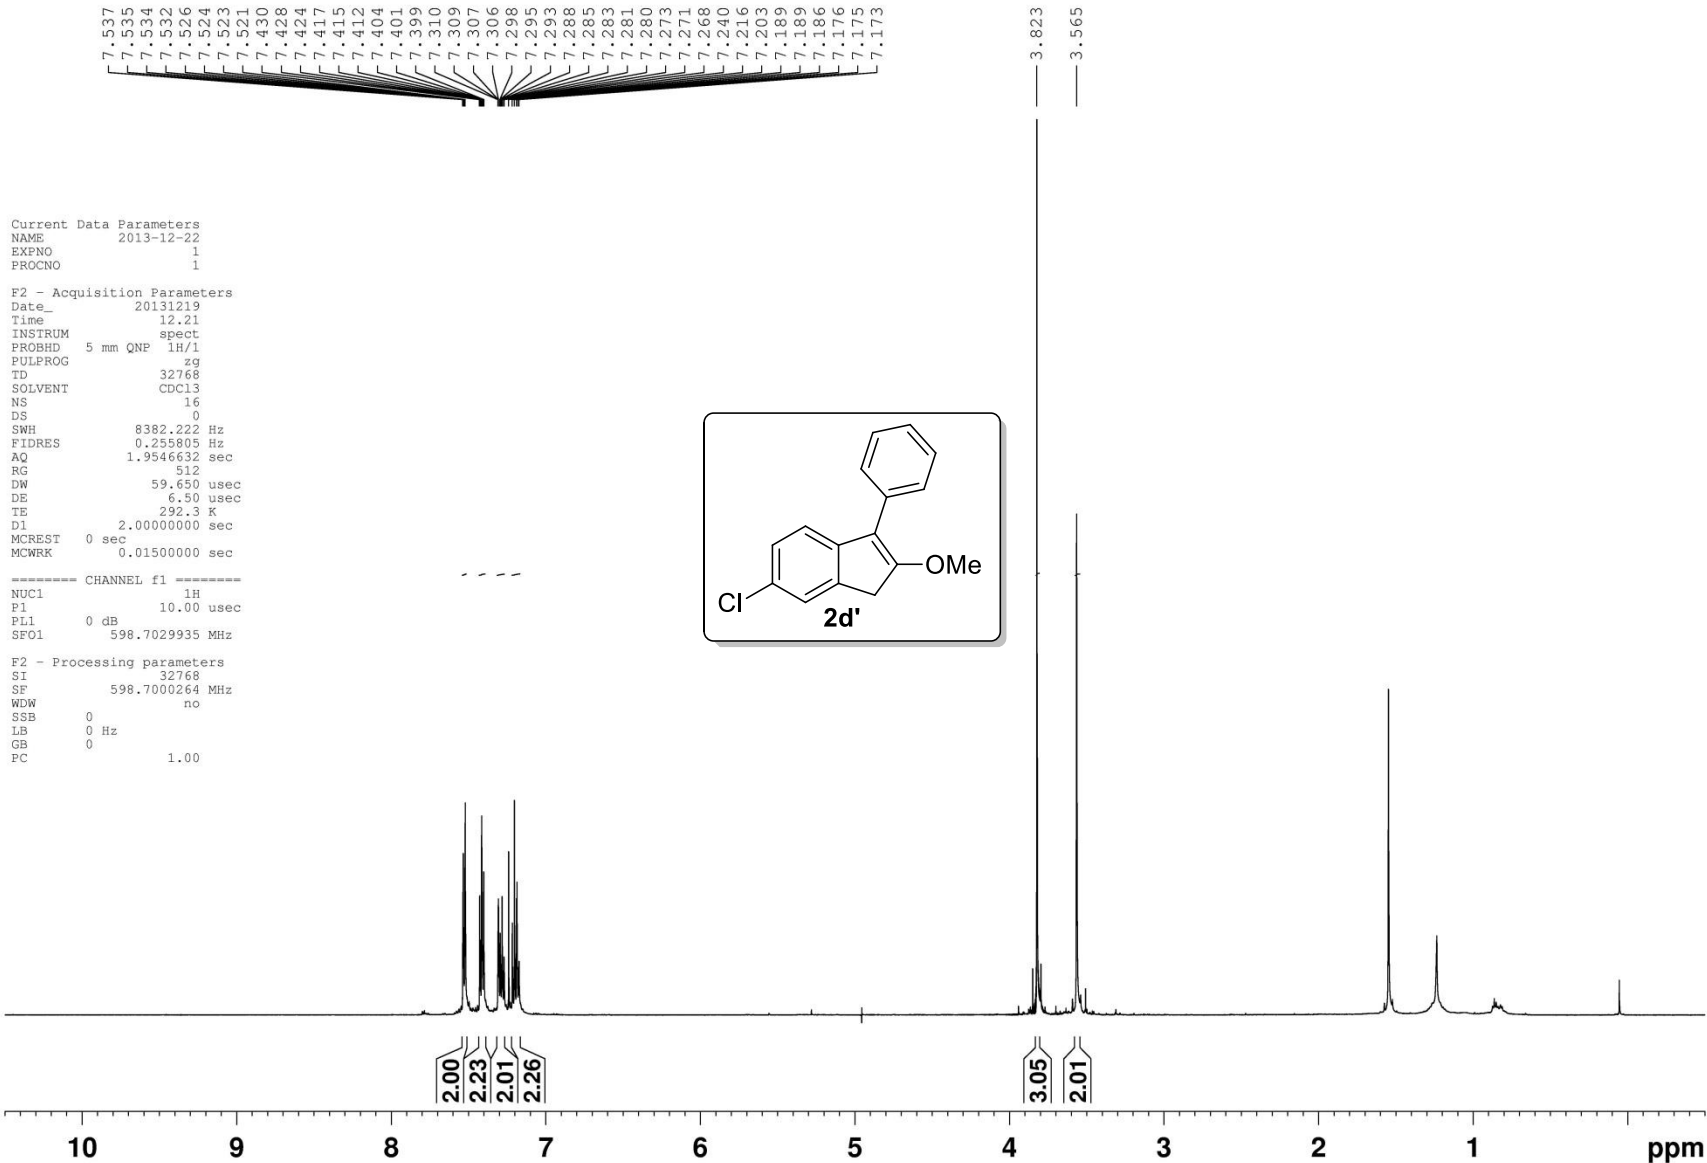 7.537
7.535
7.534
7.532
7.526
7.524
7.523
7.521
7.430
7.428
7.424
7.417
7.415
7.412
7.404
7.401
7.399
7.310
7.309
7.307
7.306
7.298
7.295
7.293
7.288
7.285
7.283
7.281
7.280
7.273
7.271
7.268
7.240
7.216
7.203
7.189
7.189
7.186
7.176
7.175
7.173
3.823
3.565
Current Data Parameters
NAME 2013-12-22
EXPNO 1
PROCNO 1
F2 - Acquisition Parameters
Date_ 20131219
Time 12.21
INSTRUM spect
PROBHD 5 mm QNP 1H/1
PULPROG zg
TD 32768
SOLVENT CDCl3
NS 16
DS 0
SWH 8382.222 Hz
FIDRES 0.255805 Hz
AQ 1.9546632 sec
RG 512
DW 59.650 usec
DE 6.50 usec
TE 292.3 K
D1 2.00000000 sec
MCREST 0 sec
MCWRK 0.01500000 sec
======== CHANNEL f1 ========
NUC1 1H
P1 10.00 usec
PL1 0 dB
SFO1 598.7029935 MHz
F2 - Processing parameters
SI 32768
SF 598.7000264 MHz
WDW no
SSB 0
LB 0 Hz
GB 0
PC 1.00
OMe
Cl
2d'
2.00
2.23
2.01
2.26
3.05
2.01
10 9 8 7 6 5 4 3 2 1 ppm